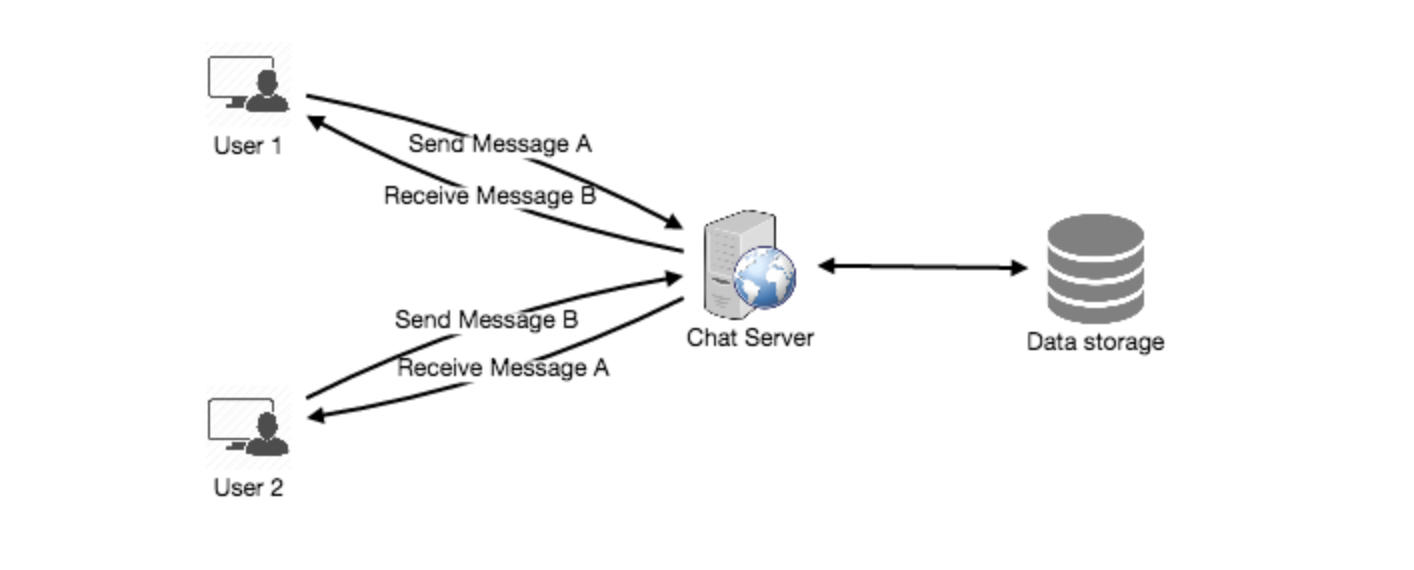 User 1
Send Message A
Receive Message B
Send Message B
Receive Message A
Chat Server
Data storage
User 2